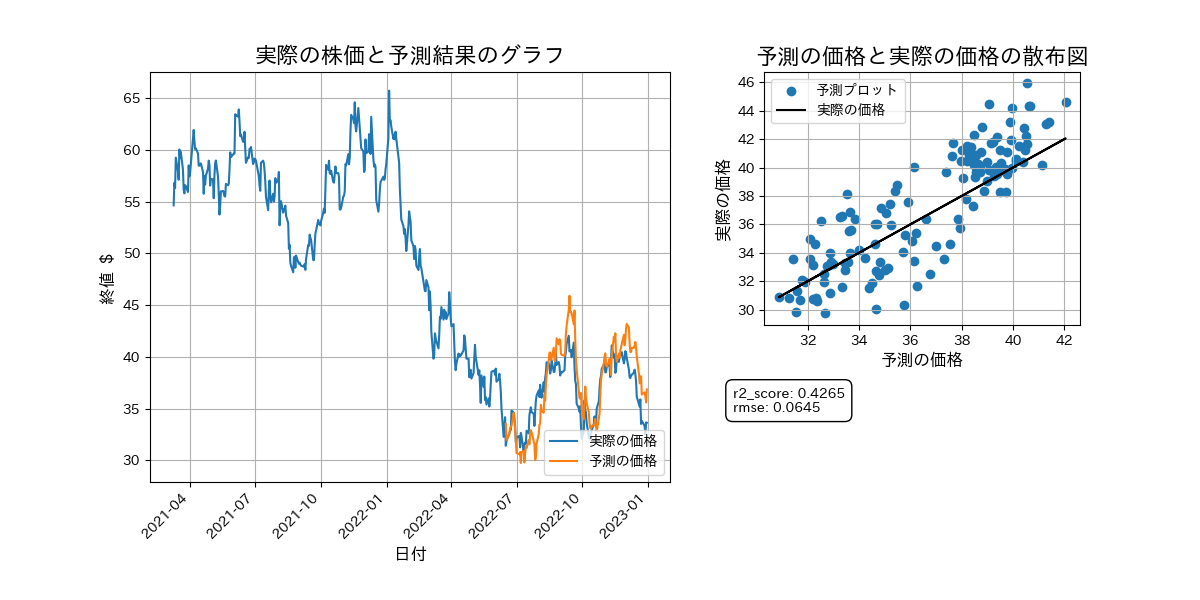 実際の株価と予測結果のグラフ
終値 $
65
60
55
50
45
40
35
30
2021-04
2021-07
2021-10
2022-01
2022-04
2022-07
2022-10
2023-01
日付
実際の価格
予測の価格
予測の価格と実際の価格の散布図
予測プロット
実際の価格
実際の価格
46
44
42
40
38
36
34
32
30
32
34
36
38
40
42
予測の価格
r2_score: 0.4265
rmse: 0.0645